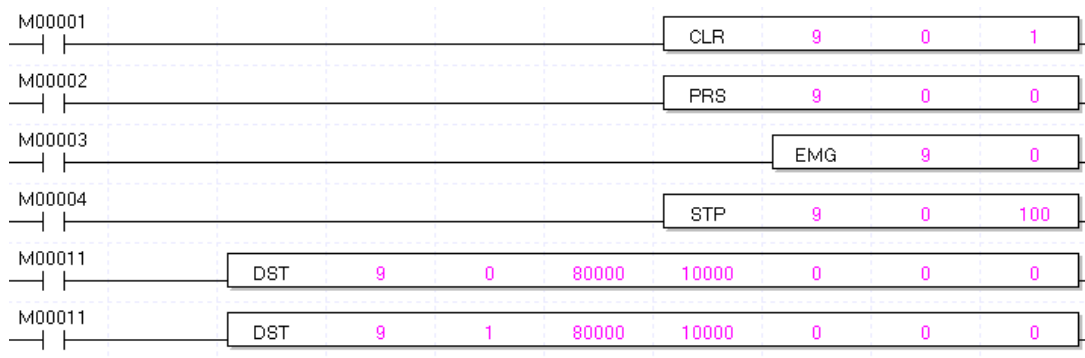 M00001
CLR 9 0 1
M00002
PRS 9 0 0
M00003
EMG 9 0
M00004
STP 9 0 100
M00011
DST 9 0 80000 10000 0 0 0
M00011
DST 9 1 80000 10000 0 0 0